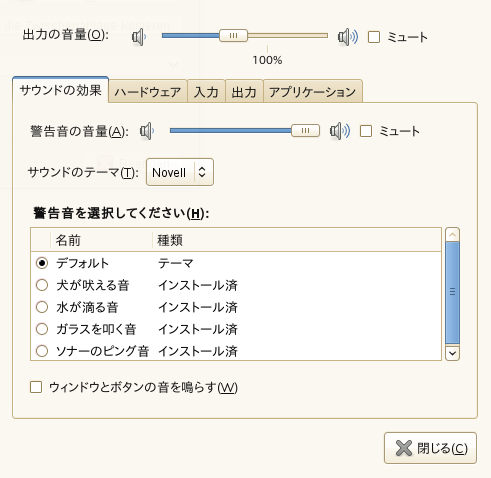 出力の音量(O):
ミュート
100%
サウンドの効果 ハードウェア 入力 出力 アプリケーション
警告音の音量(A):
ミュート
サウンドのテーマ(T): Novell
警告音を選択してください(H):
名前 種類
デフォルト テーマ
犬が吠える音 インストール済
水が滴る音 インストール済
ガラスを叩く音 インストール済
ソナーのピング音 インストール済
ウィンドウとボタンの音を鳴らす(W)
閉じる(C)